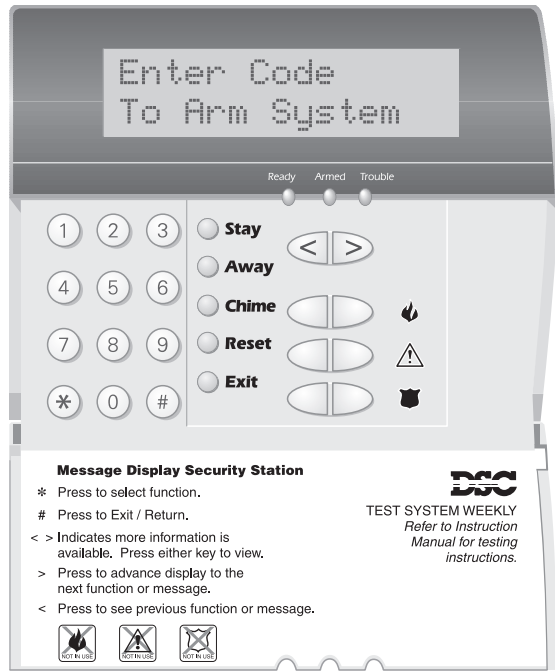 Enter Code
To Arm System
Ready Armed Trouble
1 2 3
4 5 6
7 8 9
* 0 #
Stay
Away
Chime
Reset
Exit
< >
Message Display Security Station
* Press to select function.
# Press to Exit / Return.
< > Indicates more information is
available. Press either key to view.
> Press to advance display to the
next function or message.
< Press to see previous function or message.
NOT IN USE NOT IN USE NOT IN USE
DSC
TEST SYSTEM WEEKLY
Refer to Instruction
Manual for testing
instructions.